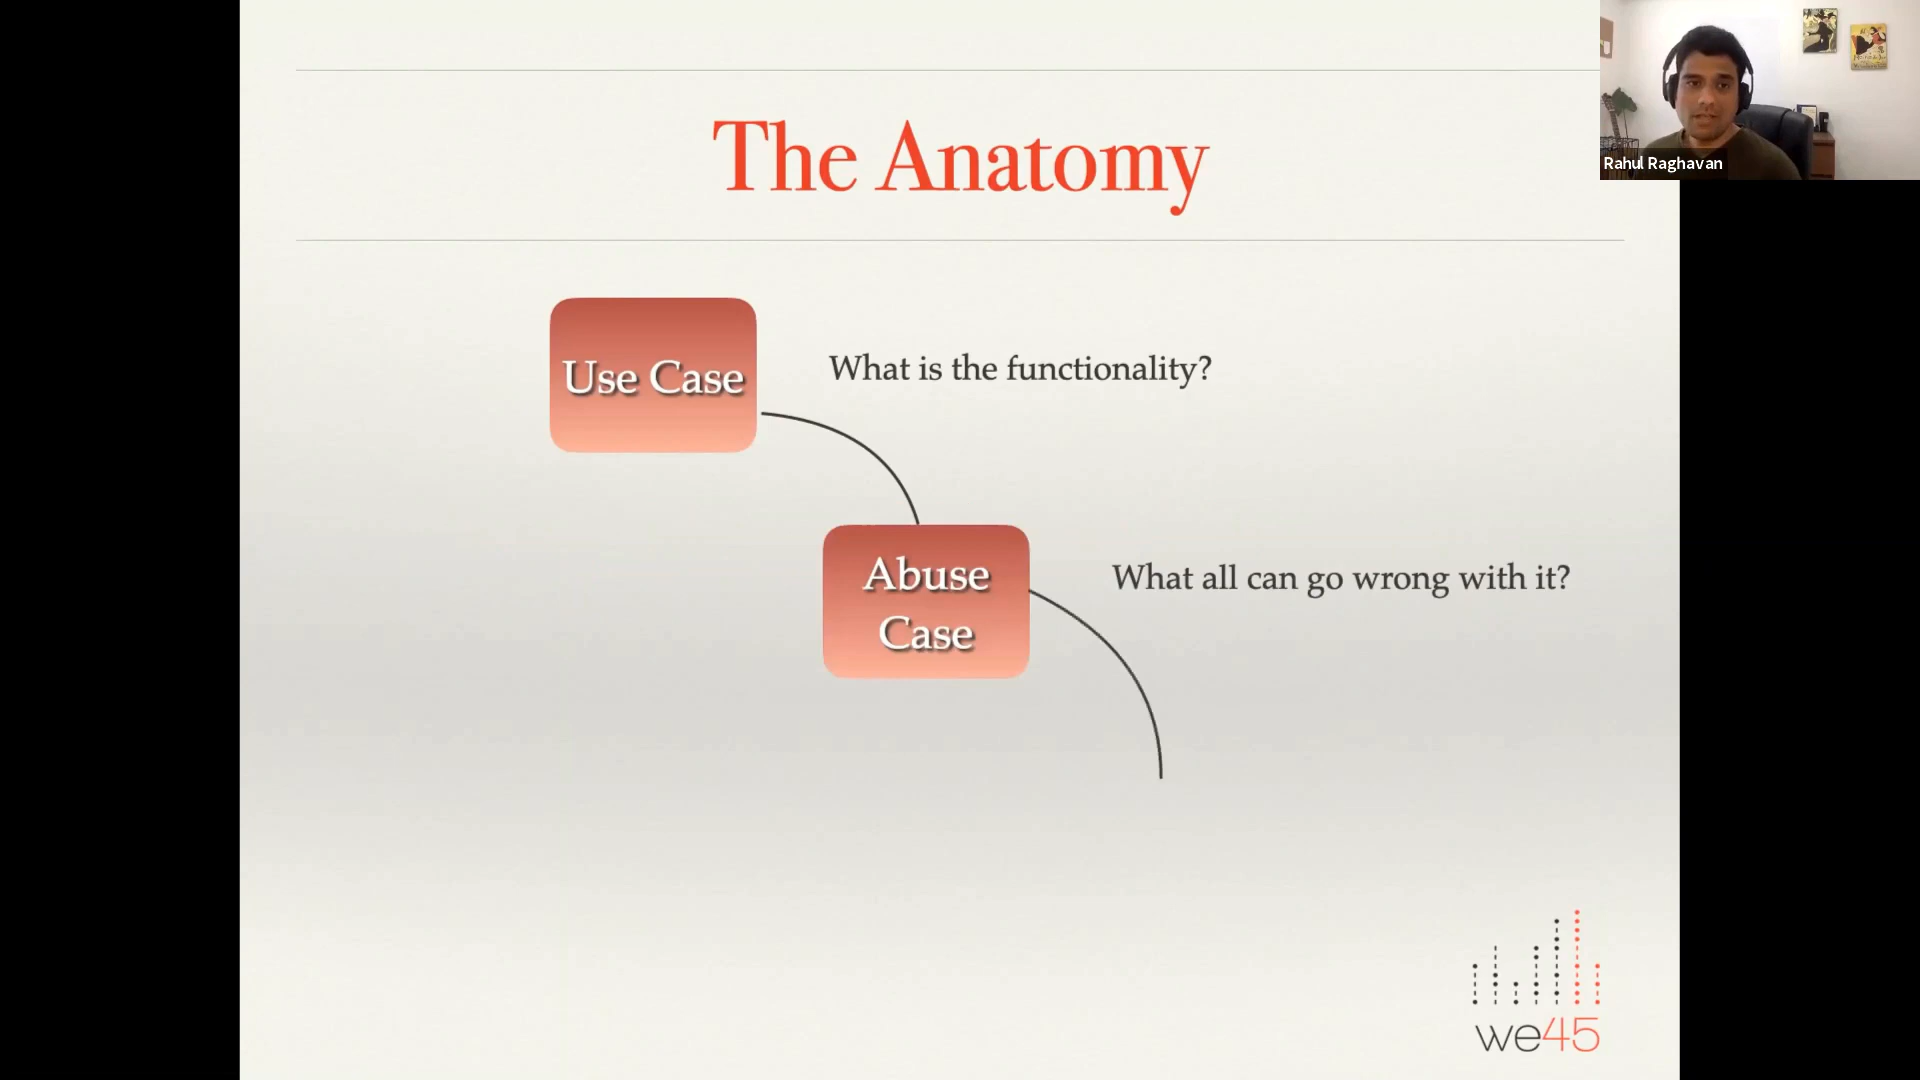 The Anatomy
Rahul Raghavan
Use Case
What is the functionality?
Abuse
Case
What all can go wrong with it?
we45